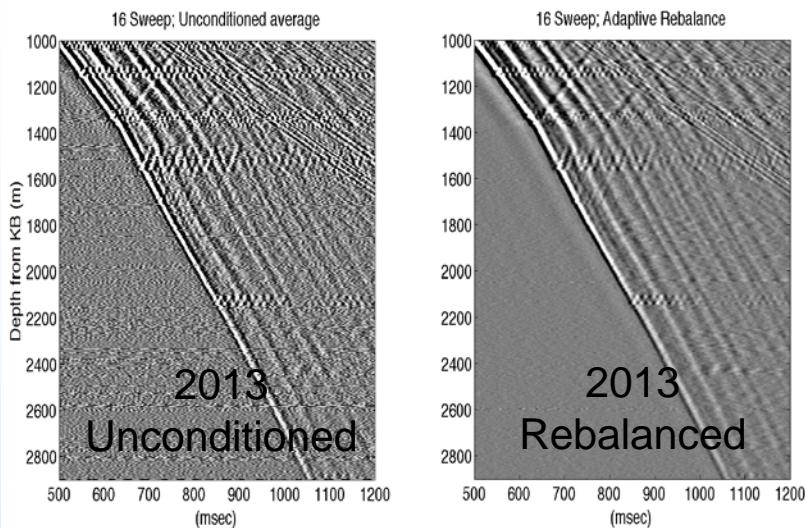 16 Sweep; Unconditioned average
1000
1200
1400
1600
1800
2000
2200
2400
2600
2800
Depth from KB (m)
2013
Unconditioned
500 600 700 800 900 1000 1100 1200
(msec)
16 Sweep; Adaptive Rebalance
1000
1200
1400
1600
1800
2000
2200
2400
2600
2800
2013
Rebalanced
500 600 700 800 900 1000 1100 1200
(msec)